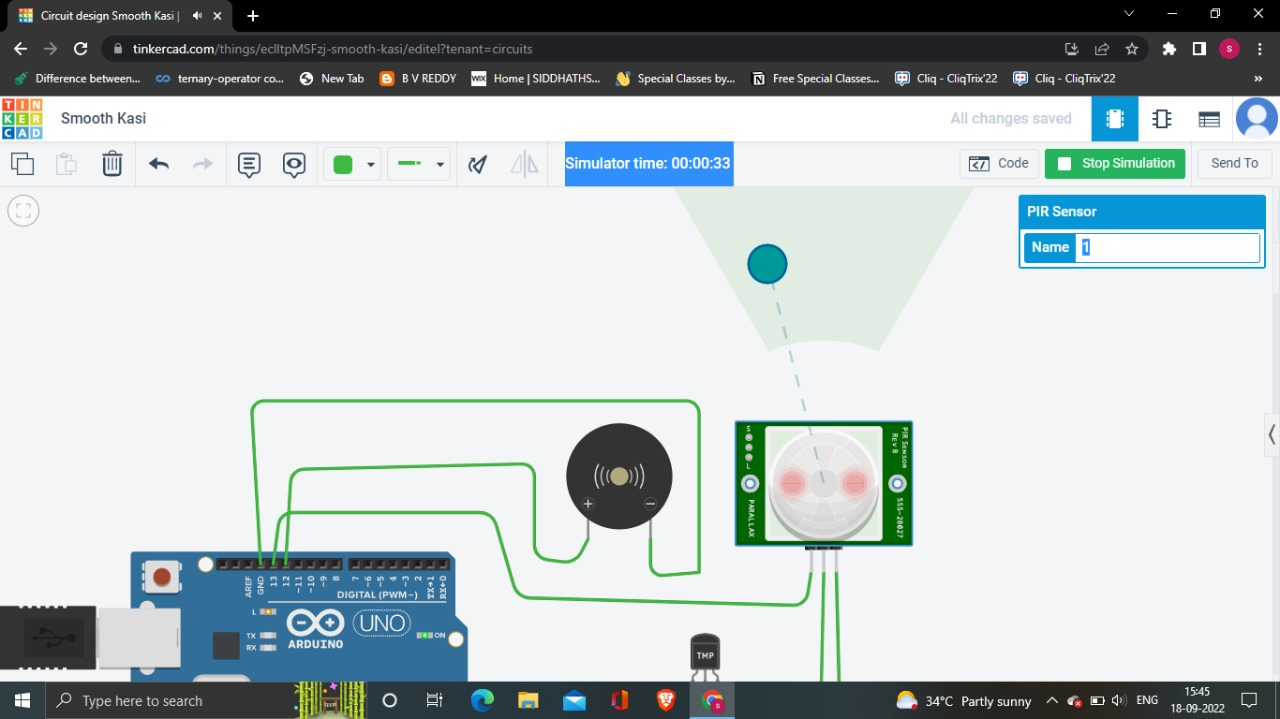 Circuit design Smooth Kasi |
tinkercad.com/things/eclltpMSFzj-smooth-kasi/editel?tenant=circuits
S
Difference between...
ternary-operator co...
New Tab
B V REDDY
WIX
Home | SIDDHATHS...
Special Classes by...
Free Special Classes...
Cliq - CliqTrix'22
Cliq - CliqTrix'22
»
TIN
KER
CAD
Smooth Kasi
All changes saved
Simulator time: 00:00:33
Code
Stop Simulation
Send To
PIR Sensor
Name 1
S
L
PIR SENSOR
REV B
PARALLAX
555-28027
AREF
GND
13
12
~11
~10
~9
8
7
~6
~5
4
~3
2
TX→1
RX←0
DIGITAL (PWM~)
L
TX
RX
UNO
ON
ARDUINO
TMP
Type here to search
34°C Partly sunny
ENG
15:45
18-09-2022